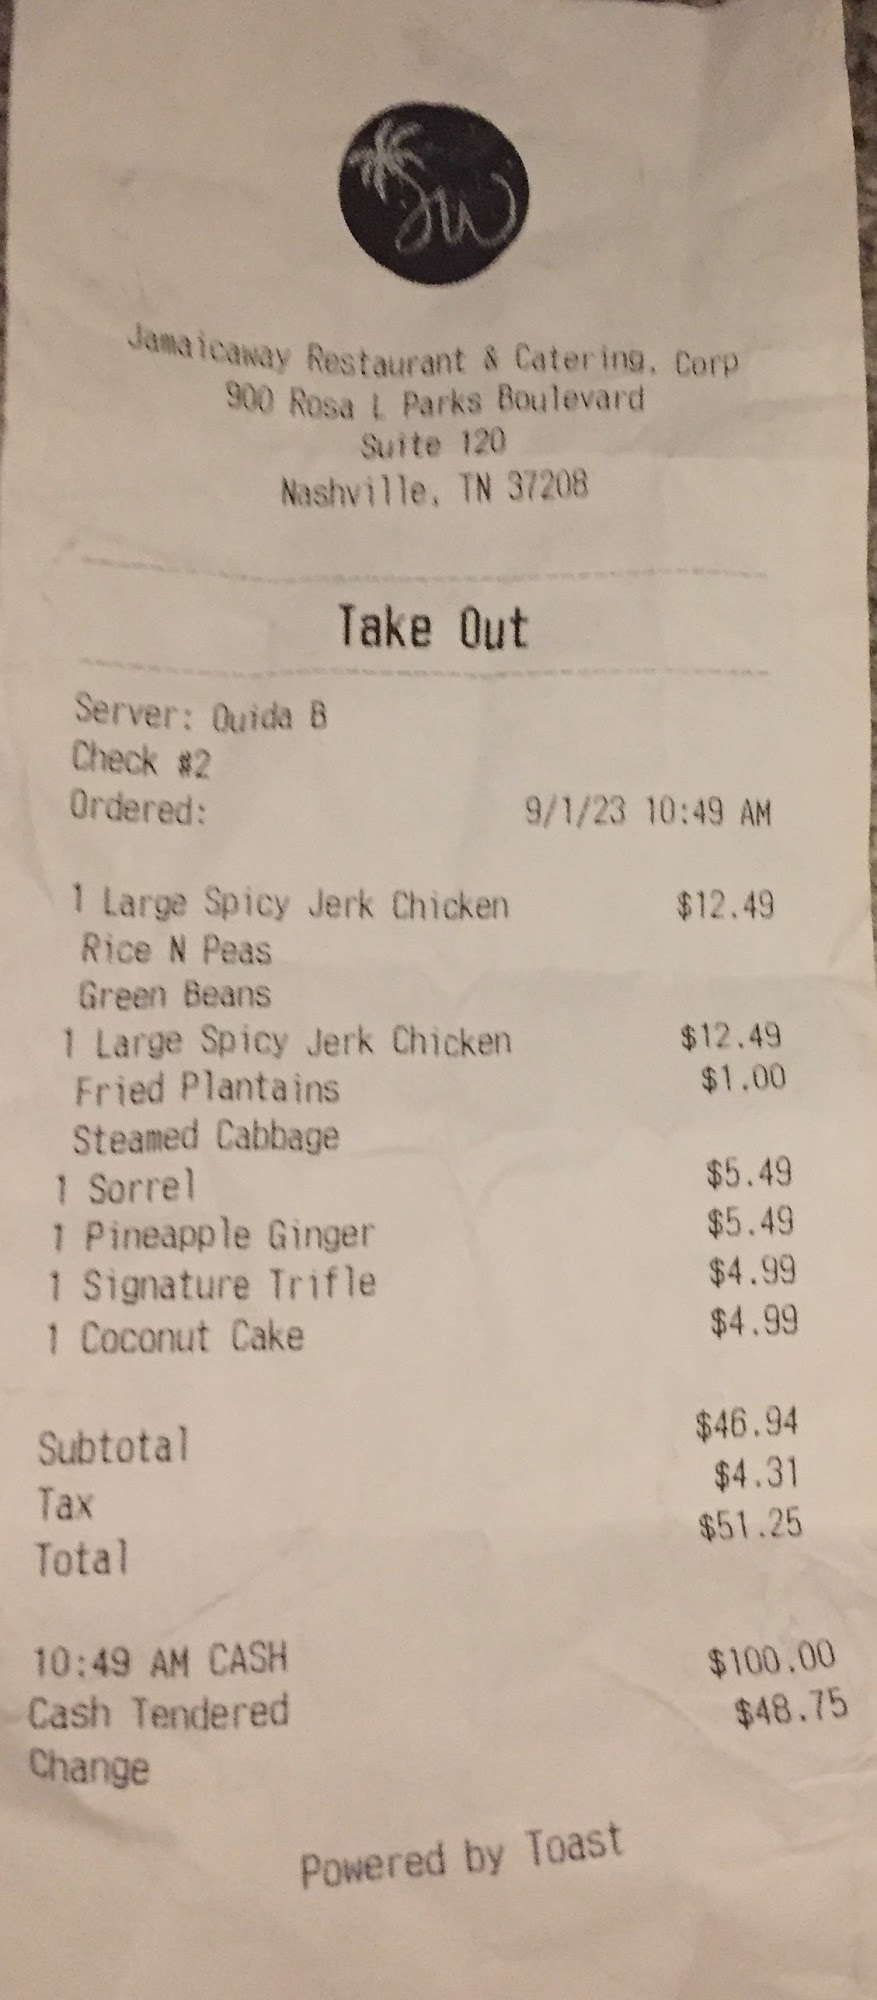 JW
Jamaicaway Restaurant & Catering, Corp
900 Rosa L Parks Boulevard
Suite 120
Nashville, TN 37208
Take Out
Server: Ouida B
Check #2
Ordered: 9/1/23 10:49 AM
1 Large Spicy Jerk Chicken $12.49
Rice N Peas
Green Beans
1 Large Spicy Jerk Chicken $12.49
Fried Plantains $1.00
Steamed Cabbage
1 Sorrel $5.49
1 Pineapple Ginger $5.49
1 Signature Trifle $4.99
1 Coconut Cake $4.99
Subtotal $46.94
Tax $4.31
Total $51.25
10:49 AM CASH
Cash Tendered $100.00
Change $48.75
Powered by Toast